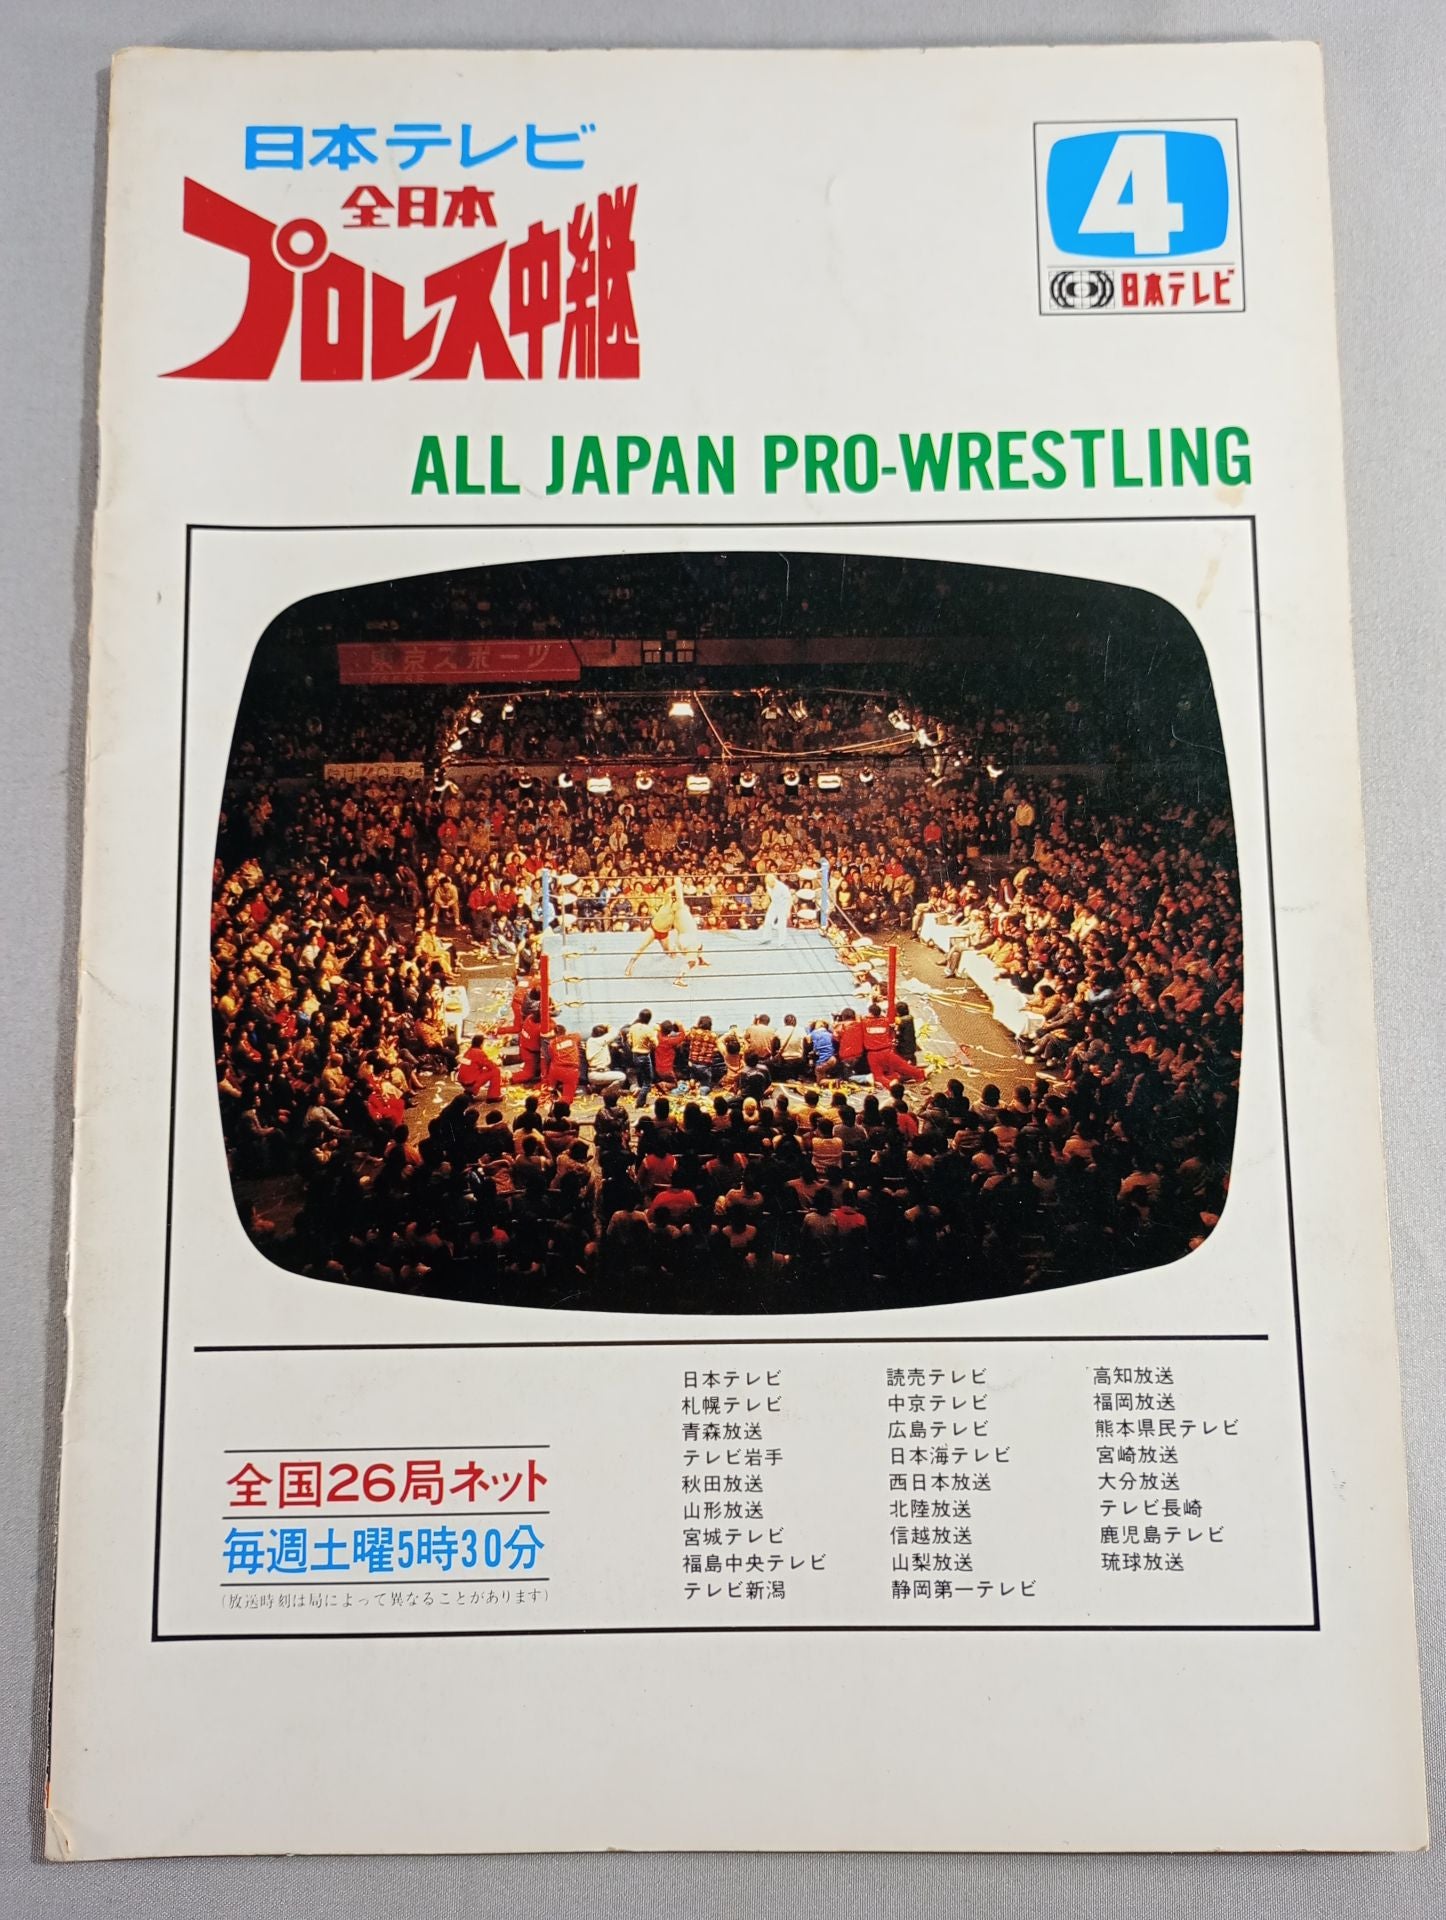 日本テレビ
全日本
プロレス中継
4
日本テレビ
ALL JAPAN PRO-WRESTLING
東京スポーツ
全国26局ネット
毎週土曜5時30分
(放送時刻は局によって異なることがあります)
日本テレビ
札幌テレビ
青森放送
テレビ岩手
秋田放送
山形放送
宮城テレビ
福島中央テレビ
テレビ新潟
読売テレビ
中京テレビ
広島テレビ
日本海テレビ
西日本放送
北陸放送
信越放送
山梨放送
静岡第一テレビ
高知放送
福岡放送
熊本県民テレビ
宮崎放送
大分放送
テレビ長崎
鹿児島テレビ
琉球放送